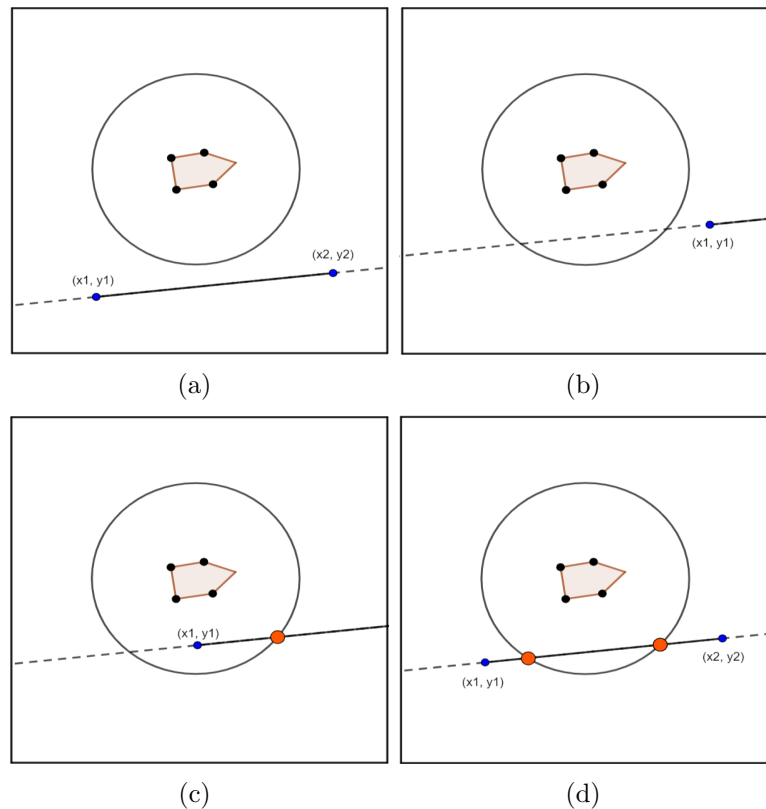 (x1, y1)
(x2, y2)
(a)
(x1, y1)
(b)
(x1, y1)
(c)
(x1, y1)
(x2, y2)
(d)